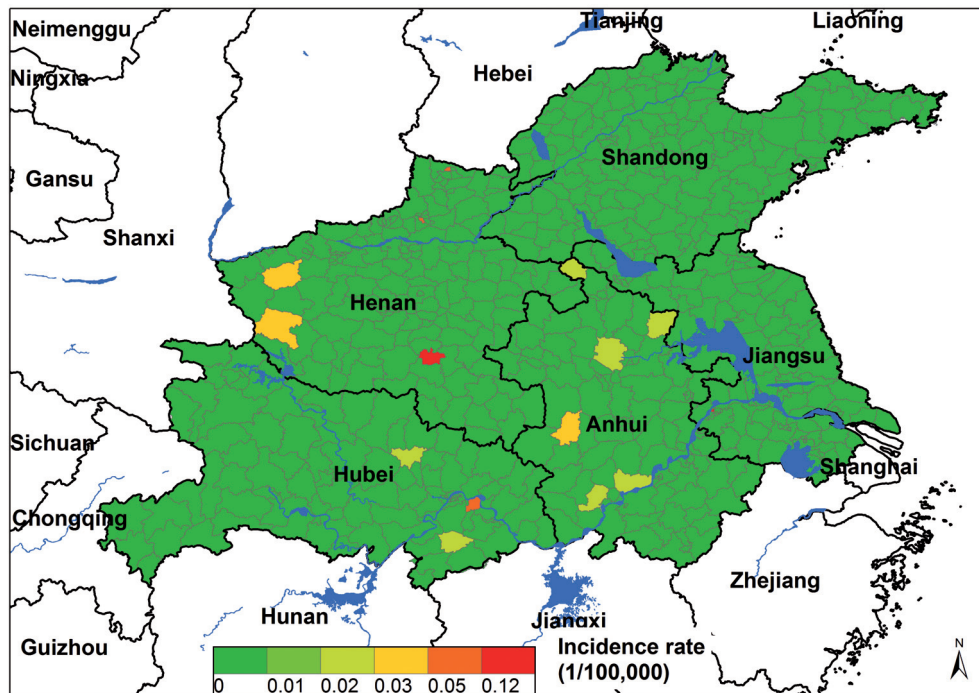 Tianjing
Liaoning
Neimenggu
Hebei
Ningxia
Shandong
Gansu
Shanxi
Henan
Jiangsu
Anhui
Sichuan
Hubei
Shanghai
Chongqing
Zhejiang
Hunan
Jiangxi
Guizhou
Incidence rate
(1/100,000)
0 0.01 0.02 0.03 0.05 0.12
N